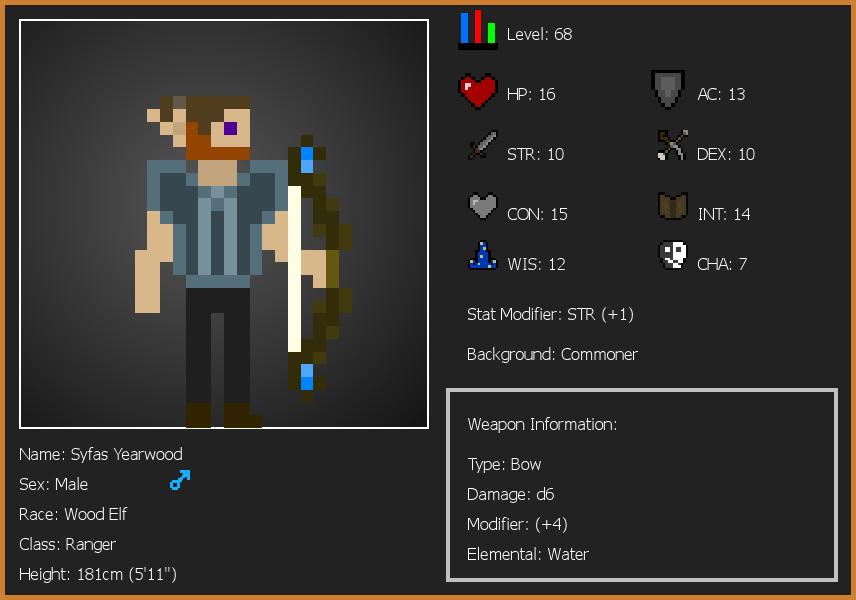 Level: 68
HP: 16
AC: 13
STR: 10
DEX: 10
CON: 15
INT: 14
WIS: 12
CHA: 7
Stat Modifier: STR (+1)
Background: Commoner
Weapon Information:
Type: Bow
Damage: d6
Modifier: (+4)
Elemental: Water
Name: Syfas Yearwood
Sex: Male
Race: Wood Elf
Class: Ranger
Height: 181cm (5'11")